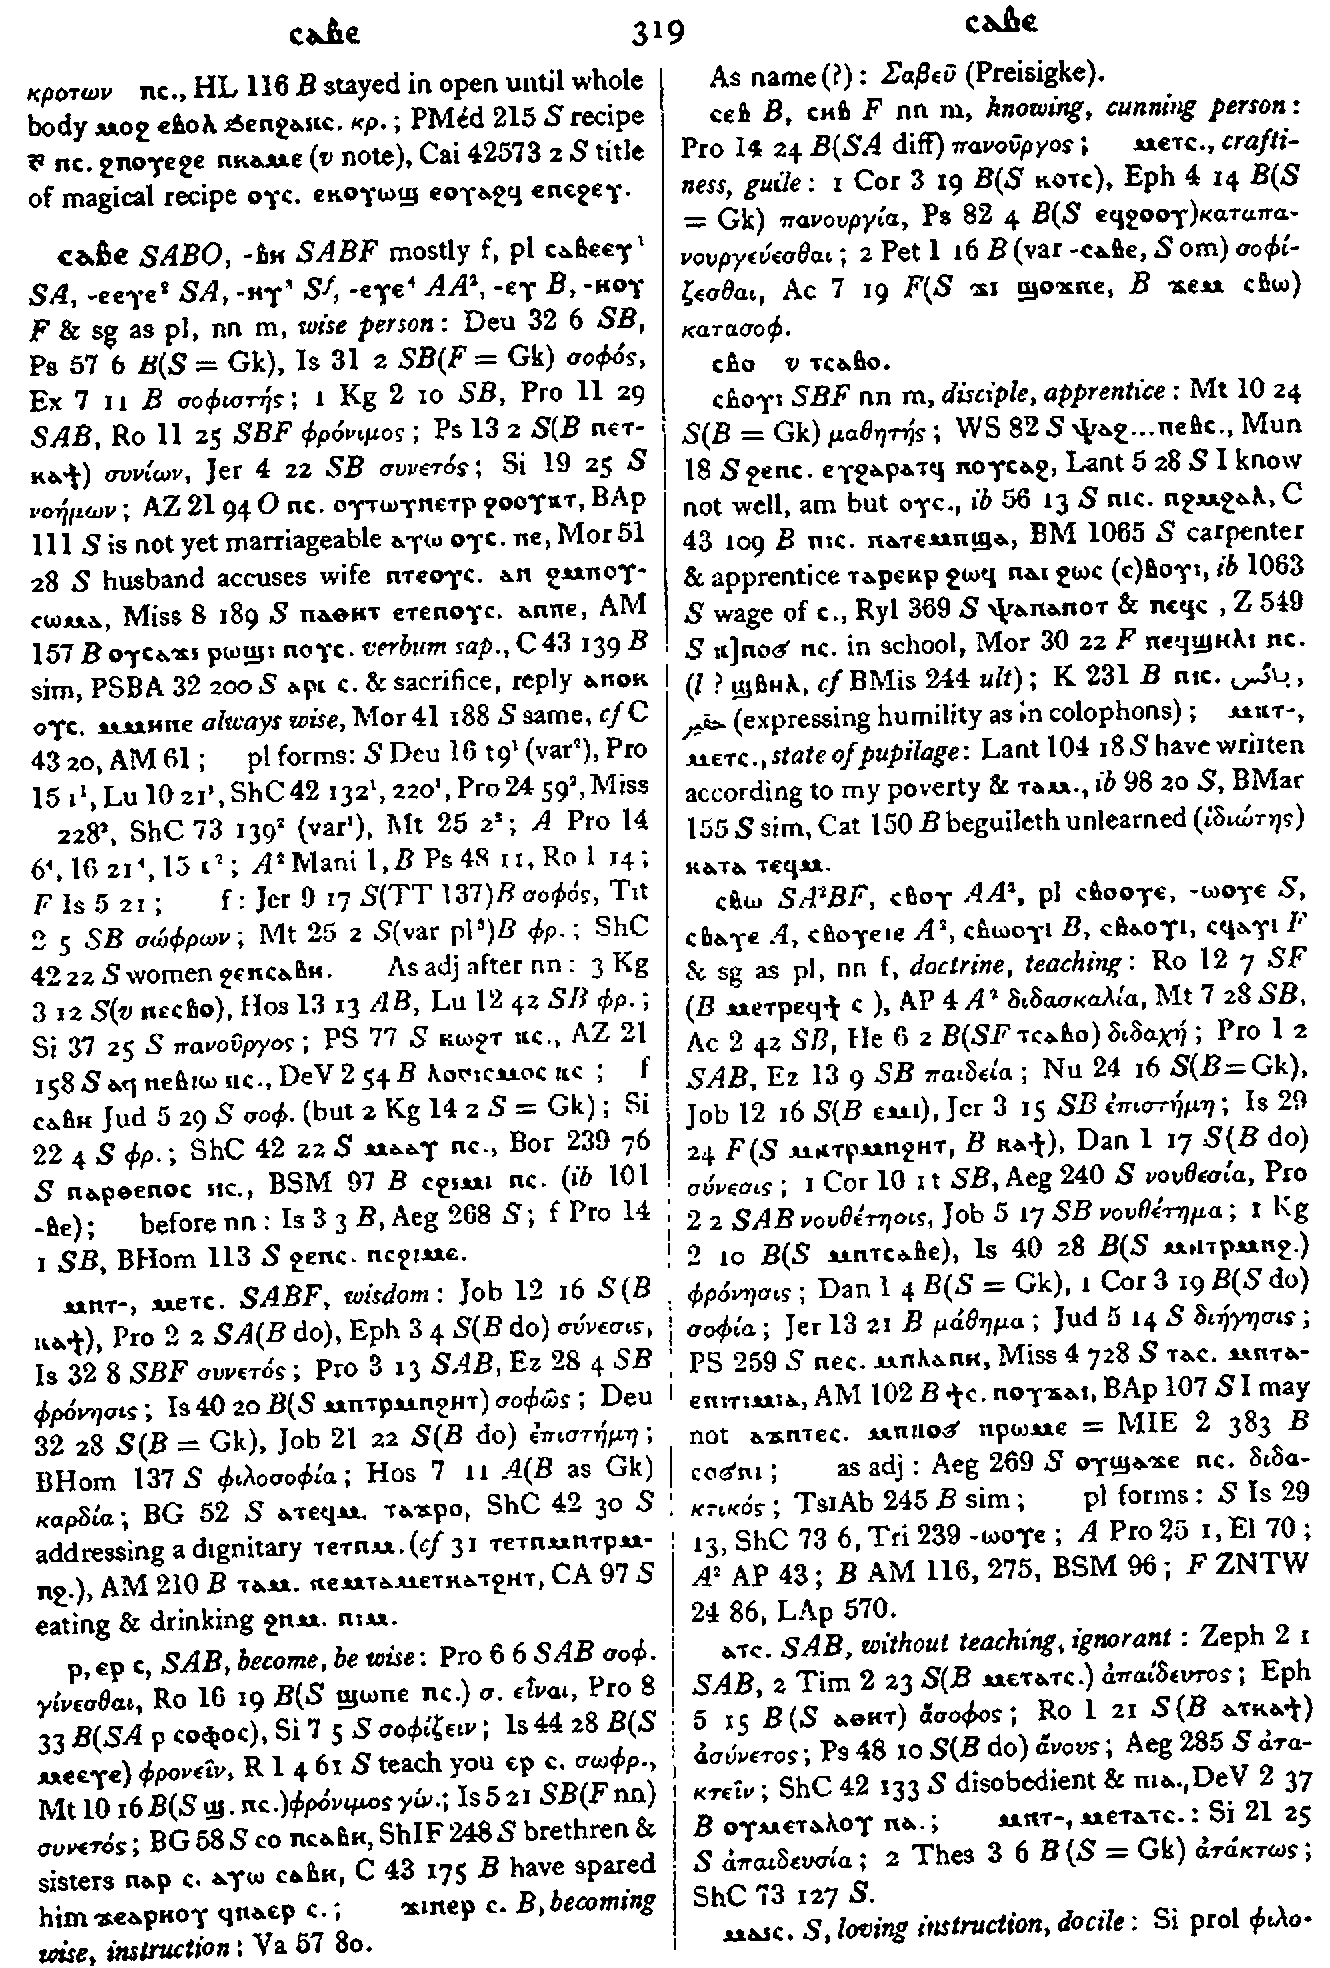 ⲥⲁⲃⲉ 319 ⲥⲁⲃⲉ
κροτων ⲛⲥ., HL 116 B stayed in open until whole
body ⲙⲟϩ ⲉⲃⲟⲗ ϧⲉⲛϩⲁⲛⲥ. κρ. ; PMéd 215 S recipe
ⲛⲥ. ϩⲛⲟⲩⲉϩⲉ ⲛⲕⲁⲙⲉ (v note), Cai 42573 2 S title
of magical recipe ⲟⲩⲥ. ⲉⲕⲟⲩⲱϣ ⲉⲟⲩⲁϩϥ ⲉⲡⲉϩⲉⲩ.
ⲥⲁⲃⲉ SABO, -ⲃⲏ SABF mostly f, pl ⲥⲁⲃⲉⲉⲩ¹
SA, -ⲉⲉⲩⲉ² SA, -ⲏⲩ³ Sᶠ, -ⲉⲩⲉ⁴ AA², -ⲉⲩ B, -ⲏⲟⲩ
F & sg as pl, nn m, wise person: Deu 32 6 SB,
Ps 57 6 B(S = Gk), Is 31 2 SB(F = Gk) σοφός,
Ex 7 11 B σοφιστής; 1 Kg 2 10 SB, Pro 11 29
SAB, Ro 11 25 SBF φρόνιμος; Ps 13 2 S(B ⲡⲉⲧ-
ⲕⲁϯ) συνίων, Jer 4 22 SB συνετός; Si 19 25 S
νοήμων; AZ 21 94 O ⲡⲥ. ⲟⲩⲧⲱⲩⲡⲉⲧⲣ ϩⲟⲟⲩⲕⲧ, BAp
111 S is not yet marriageable ⲁⲩⲱ ⲟⲩⲥ. ⲡⲉ, Mor 51
28 S husband accuses wife ⲛⲧⲉⲟⲩⲥ. ⲁⲛ ϩⲙⲡⲟⲩ-
ⲥⲱⲙⲁ, Miss 8 189 S ⲡⲁⲑⲏⲧ ⲉⲧⲉⲡⲟⲩⲥ. ⲁⲛⲡⲉ, AM
157 B ⲟⲩⲥⲁϫⲓ ⲣⲱϣⲓ ⲛⲟⲩⲥ. verbum sap., C 43 139 B
sim, PSBA 32 200 S ⲁⲣⲓ ⲥ. & sacrifice, reply ⲁⲛⲟⲕ
ⲟⲩⲥ. ⲙⲙⲏⲛⲉ always wise, Mor 41 188 S same, cf C
43 20, AM 61 ; pl forms: S Deu 16 19¹ (var²), Pro
15 1¹, Lu 10 21¹, ShC 42 132¹, 220¹, Pro 24 59³, Miss
228³, ShC 73 139² (var¹), Mt 25 2²; A Pro 14
6⁴, 16 21⁴, 15 1²; A² Mani 1, B Ps 48 11, Ro 1 14;
F Is 5 21; f: Jer 9 17 S(TT 137)B σοφός, Tit
2 5 SB σώφρων; Mt 25 2 S(var pl³)B φρ.; ShC
42 22 S women ϩⲉⲛⲥⲁⲃⲏ. As adj after nn: 3 Kg
3 12 S(v ⲡⲉⲥⲃⲟ), Hos 13 13 AB, Lu 12 42 SB φρ.;
Si 37 25 S πανοῦργος; PS 77 S ⲕⲱϩⲧ ⲛⲥ., AZ 21
158 S ⲁϥ ⲛⲉⲃⲓⲱ ⲛⲥ., DeV 2 54 B ⲗⲟⲅⲓⲥⲙⲟⲥ ⲛⲥ ; f
ⲥⲁⲃⲏ Jud 5 29 S σοφ. (but 2 Kg 14 2 S = Gk); Si
22 4 S φρ.; ShC 42 22 S ⲙⲁⲁⲩ ⲛⲥ., Bor 239 76
S ⲡⲁⲣⲑⲉⲛⲟⲥ ⲛⲥ., BSM 97 B ⲥϩⲓⲙⲓ ⲛⲥ. (ib 101
-ⲃⲉ); before nn: Is 3 3 B, Aeg 268 S; f Pro 14
1 SB, BHom 113 S ϩⲉⲛⲥ. ⲛⲥϩⲓⲙⲉ.
ⲙⲛⲧ-, ⲙⲉⲧⲥ. SABF, wisdom: Job 12 16 S(B
ⲕⲁϯ), Pro 2 2 SA(B do), Eph 3 4 S(B do) σύνεσις,
Is 32 8 SBF συνετός; Pro 3 13 SAB, Ez 28 4 SB
φρόνησις; Is 40 20 B(S ⲙⲛⲧⲣⲙⲛϩⲏⲧ) σοφῶς; Deu
32 28 S(B = Gk), Job 21 22 S(B do) ἐπιστήμη;
BHom 137 S φιλοσοφία; Hos 7 11 A(B as Gk)
καρδία; BG 52 S ⲁⲧⲉϥⲙ. ⲧⲁϫⲣⲟ, ShC 42 30 S
addressing a dignitary ⲧⲉⲧⲛⲙ. (cf 31 ⲧⲉⲧⲛⲙⲛⲧⲣⲙ-
ⲛϩ.), AM 210 B ⲧⲁⲙ. ⲛⲉⲙⲧⲁⲙⲉⲧⲕⲁⲧϩⲏⲧ, CA 97 S
eating & drinking ϩⲛⲙ. ⲛⲓⲙ.
ⲣ, ⲉⲣ ⲥ, SAB, become, be wise: Pro 6 6 SAB σοφ.
γίνεσθαι, Ro 16 19 B(S ϣⲱⲡⲉ ⲛⲥ.) σ. εἶναι, Pro 8
33 B(SA ⲣ ⲥⲟⲫⲟⲥ), Si 7 5 S σοφίζειν; Is 44 28 B(S
ⲙⲉⲉⲩⲉ) φρονεῖν, R 1 4 61 S teach you ⲉⲣ ⲥ. σωφρ.,
Mt 10 16 B(S ϣ. ⲛⲥ.) φρόνιμος γίν.; Is 5 21 SB(F nn)
συνετός; BG 58 S ⲥⲟ ⲛⲥⲁⲃⲏ, ShIF 248 S brethren &
sisters ⲛⲁⲣ ⲥ. ⲁⲩⲱ ⲥⲁⲃⲏ, C 43 175 B have spared
him ϫⲉⲁⲣⲏⲟⲩ ϥⲛⲁⲉⲣ ⲥ.; ϫⲓⲛⲉⲣ ⲥ. B, becoming
wise, instruction: Va 57 80.
As name (?): Σαβεῦ (Preisigke).
ⲥⲉⲃ B, ⲥⲏⲃ F nn m, knowing, cunning person:
Pro 14 24 B(SA diff) πανοῦργος; ⲙⲉⲧⲥ., crafti-
ness, guile: 1 Cor 3 19 B(S ⲕⲟⲧⲥ), Eph 4 14 B(S
= Gk) πανουργία, Ps 82 4 B(S ⲉϥϩⲟⲟⲩ) καταπα-
νουργεύεσθαι; 2 Pet 1 16 B (var -ⲥⲁⲃⲉ, S om) σοφί-
ζεσθαι, Ac 7 19 F(S ϫⲓ ϣⲟϫⲛⲉ, B ϫⲉⲙ ⲥⲃⲱ)
κατασοφ.
ⲥⲃⲟ v ⲧⲥⲁⲃⲟ.
ⲥⲃⲟⲩⲓ SBF nn m, disciple, apprentice: Mt 10 24
S(B = Gk) μαθητής; WS 82 S ⲯⲁϩ...ⲡⲉⲃⲥ., Mun
18 S ϩⲉⲛⲥ. ⲉⲩϩⲁⲣⲁⲧϥ ⲛⲟⲩⲥⲁϩ, Lant 5 28 S I know
not well, am but ⲟⲩⲥ., ib 56 13 S ⲡⲓⲥ. ⲛϩⲙϩⲁⲗ, C
43 109 B ⲡⲓⲥ. ⲛⲁⲧⲉⲙⲡϣⲁ, BM 1065 S carpenter
& apprentice ⲧⲁⲣⲉⲕⲣ ϩⲱϥ ⲛⲁⲓ ϩⲱⲥ (ⲥ)ⲃⲟⲩⲓ, ib 1063
S wage of ⲥ., Ryl 369 S ⲯⲁⲛⲁⲛⲟⲧ & ⲡⲉϥⲥ , Z 549
S ⲛ]ⲛⲟϭ ⲛⲥ. in school, Mor 30 22 F ⲡⲉϥϣⲏⲗⲓ ⲛⲥ.
(l ? ϣⲃⲏⲗ, cf BMis 244 ult); K 231 B ⲡⲓⲥ.
(expressing humility as in colophons); ⲙⲛⲧ-,
ⲙⲉⲧⲥ., state of pupilage: Lant 104 18 S have written
according to my poverty & ⲧⲁⲙ., ib 98 20 S, BMar
155 S sim, Cat 150 B beguileth unlearned (ἰδιώτης)
ⲕⲁⲧⲁ ⲧⲉϥⲙ.
ⲥⲃⲱ SA²BF, ⲥⲃⲟⲩ AA², pl ⲥⲃⲟⲟⲩⲉ, -ⲱⲟⲩⲉ S,
ⲥⲃⲁⲩⲉ A, ⲥⲃⲟⲩⲉⲓⲉ A², ⲥⲃⲱⲟⲩⲓ B, ⲥⲃⲁⲟⲩⲓ, ⲥϥⲁⲩⲓ F
& sg as pl, nn f, doctrine, teaching: Ro 12 7 SF
(B ⲙⲉⲧⲣⲉϥϯ ⲥ ), AP 4 A² διδασκαλία, Mt 7 28 SB,
Ac 2 42 SB, He 6 2 B(SF ⲧⲥⲁⲃⲟ) διδαχή; Pro 1 2
SAB, Ez 13 9 SB παιδεία; Nu 24 16 S(B=Gk),
Job 12 16 S(B ⲉⲙⲓ), Jer 3 15 SB ἐπιστήμη; Is 29
24 F(S ⲙⲛⲧⲣⲙⲛϩⲏⲧ, B ⲕⲁϯ), Dan 1 17 S(B do)
σύνεσις; 1 Cor 10 11 SB, Aeg 240 S νουθεσία, Pro
2 2 SAB νουθέτησις, Job 5 17 SB νουθέτημα; 1 Kg
2 10 B(S ⲙⲛⲧⲥⲁⲃⲉ), Is 40 28 B(S ⲙⲛⲧⲣⲙⲛϩ.)
φρόνησις; Dan 1 4 B(S = Gk), 1 Cor 3 19 B(S do)
σοφία; Jer 13 21 B μάθημα; Jud 5 14 S διήγησις;
PS 259 S ⲛⲉⲥ. ⲙⲡⲗⲁⲛⲏ, Miss 4 728 S ⲧⲁⲥ. ⲙⲛⲧⲁ-
ⲉⲡⲓⲧⲓⲙⲓⲁ, AM 102 B ϯⲥ. ⲛⲟⲩϫⲁⲓ, BAp 107 S I may
not ⲁϫⲛⲧⲉⲥ. ⲙⲡⲛⲟϭ ⲛⲣⲱⲙⲉ = MIE 2 383 B
ⲥⲟϭⲛⲓ; as adj: Aeg 269 S ⲟⲩϣⲁϫⲉ ⲛⲥ. διδα-
κτικός; TsiAb 245 B sim; pl forms: S Is 29
13, ShC 73 6, Tri 239 -ⲱⲟⲩⲉ; A Pro 25 1, El 70;
A² AP 43; B AM 116, 275, BSM 96; F ZNTW
24 86, LAp 570.
ⲁⲧⲥ. SAB, without teaching, ignorant: Zeph 2 1
SAB, 2 Tim 2 23 S(B ⲙⲉⲧⲁⲧⲥ.) ἀπαίδευτος; Eph
5 15 B(S ⲁⲑⲏⲧ) ἄσοφος; Ro 1 21 S(B ⲁⲧⲕⲁϯ)
ἀσύνετος; Ps 48 10 S(B do) ἄνους; Aeg 285 S ἀτα-
κτεῖν; ShC 42 133 S disobedient & ⲛⲓⲁ., DeV 2 37
B ⲟⲩⲙⲉⲧⲁⲗⲟⲩ ⲛⲁ.; ⲙⲛⲧ-, ⲙⲉⲧⲁⲧⲥ.: Si 21 25
S ἀπαιδευσία; 2 Thes 3 6 B(S = Gk) ἀτάκτως;
ShC 73 127 S.
ⲙⲁⲓⲥ. S, loving instruction, docile: Si prol φιλο-